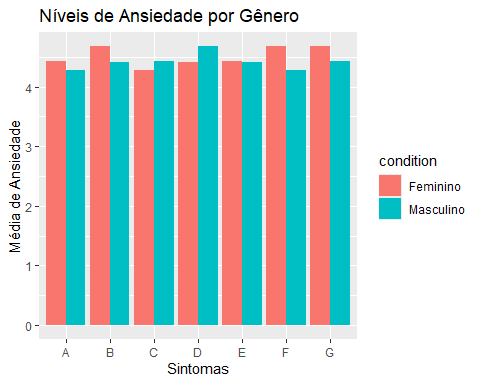 Níveis de Ansiedade por Gênero
Média de Ansiedade
4
3
2
1
0
A B C D E F G
Sintomas
condition
Feminino
Masculino